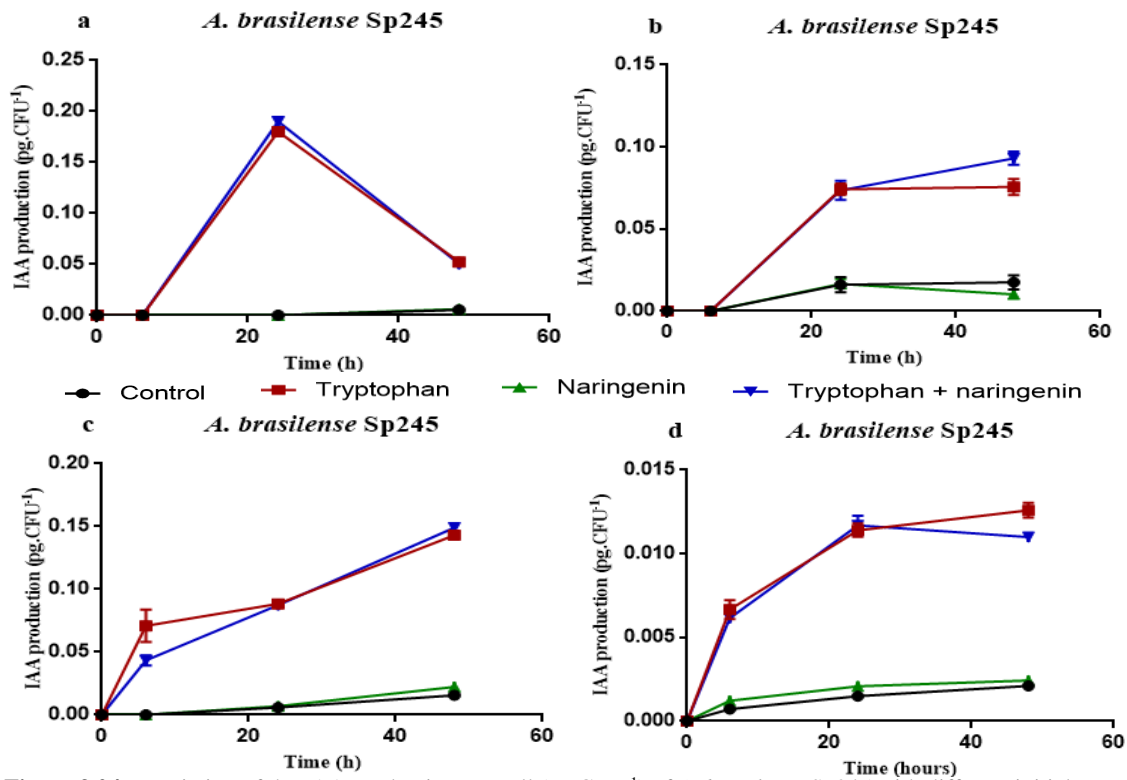 a A. brasilense Sp245
IAA production (pg.CFU-1)
0.25
0.20
0.15
0.10
0.05
0.00
0 20 40 60
Time (h)
b A. brasilense Sp245
IAA production (pg.CFU-1)
0.15
0.10
0.05
0.00
0 20 40 60
Time (h)
Control Tryptophan Naringenin Tryptophan + naringenin
c A. brasilense Sp245
IAA production (pg.CFU-1)
0.20
0.15
0.10
0.05
0.00
0 20 40 60
Time (h)
d A. brasilense Sp245
IAA production (pg.CFU-1)
0.015
0.010
0.005
0.000
0 20 40 60
Time (hours)